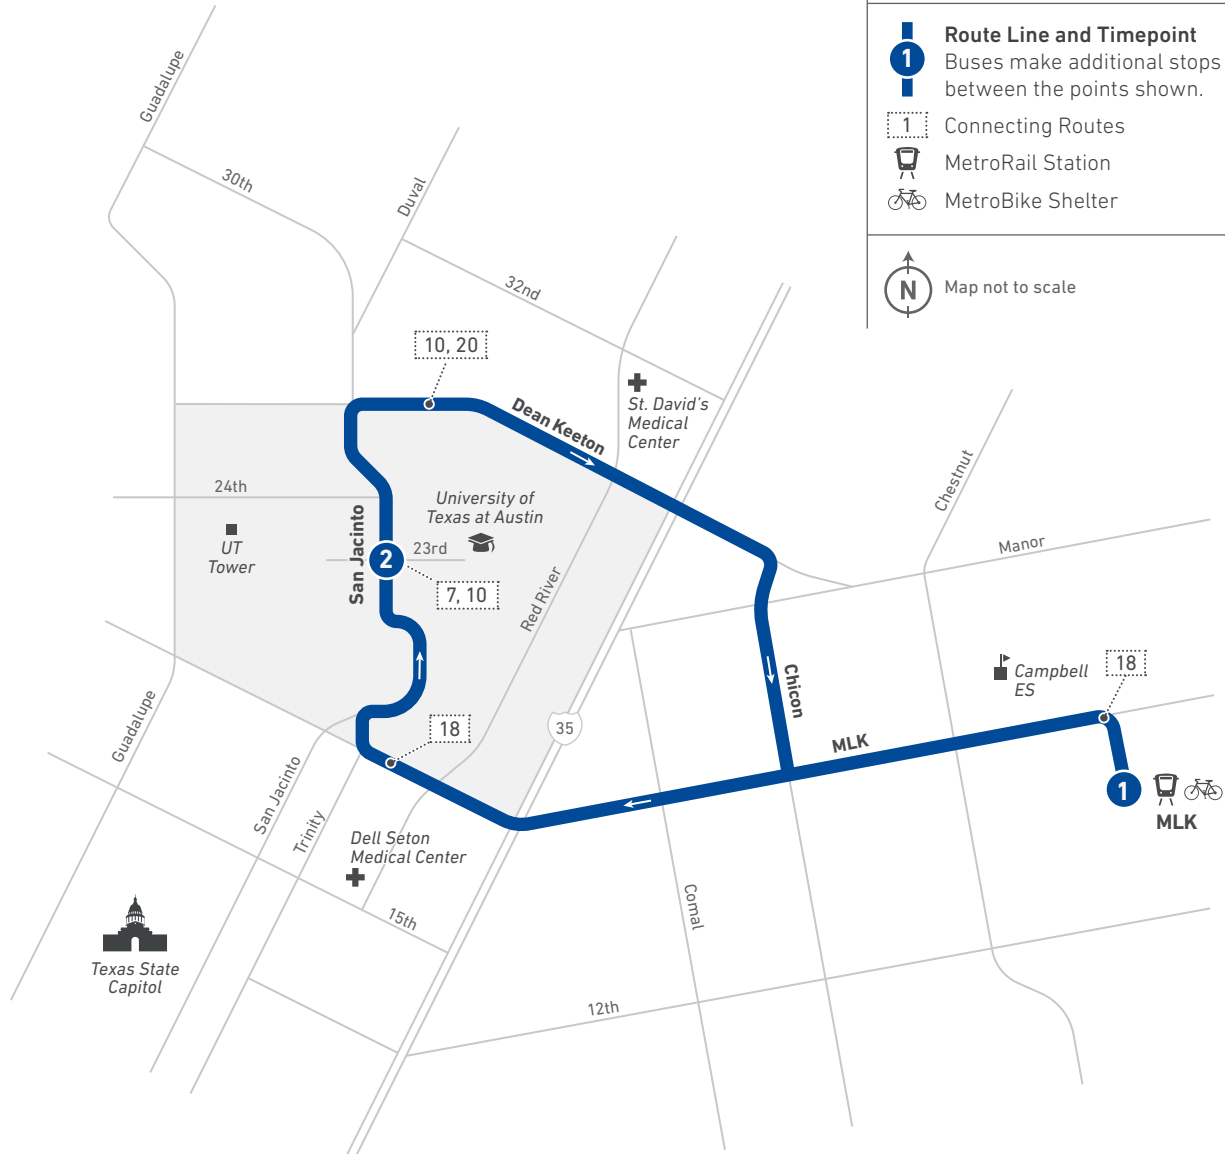 Route Line and Timepoint
1
Buses make additional stops
between the points shown.
1
Connecting Routes
MetroRail Station
MetroBike Shelter
N
Map not to scale
Guadalupe
30th
Duval
32nd
10, 20
Dean Keeton
St. David's
Medical
Center
24th
San Jacinto
University of
Texas at Austin
UT
Tower
2
23rd
7, 10
Red River
Chestnut
Manor
Chicon
Campbell
ES
18
Guadalupe
18
35
MLK
San Jacinto
Trinity
1
MLK
Dell Seton
Medical Center
15th
Comal
Texas State
Capitol
12th